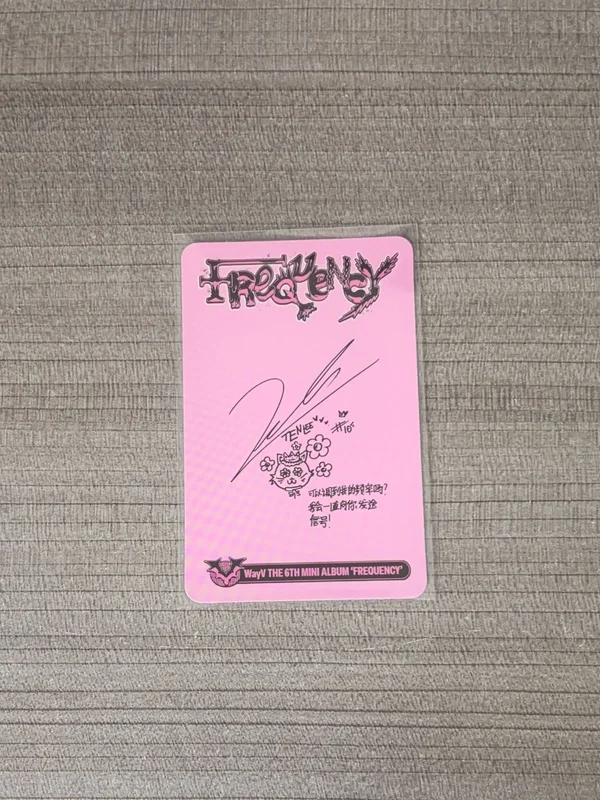 FREQUENCY
TENLEE
#10
可以调到我的频率吗?
我会一直向你发送
信号!
WayV THE 6TH MINI ALBUM 'FREQUENCY'